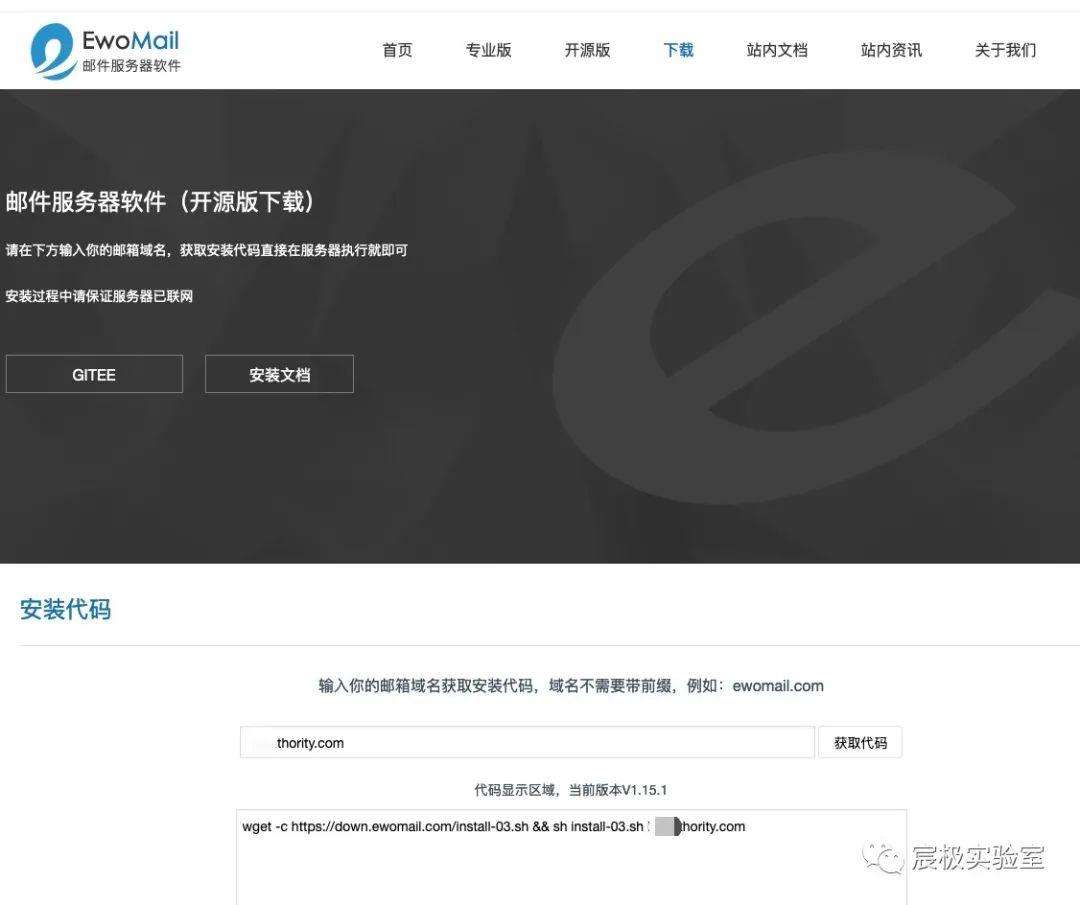 EwoMail
邮件服务器软件
首页 专业版 开源版 下载 站内文档 站内资讯 关于我们
邮件服务器软件（开源版下载）
请在下方输入你的邮箱域名，获取安装代码直接在服务器执行就即可
安装过程中请保证服务器已联网
GITEE 安装文档
安装代码
输入你的邮箱域名获取安装代码，域名不需要带前缀，例如：ewomail.com
thority.com 获取代码
代码显示区域，当前版本V1.15.1
wget -c https://down.ewomail.com/install-03.sh && sh install-03.sh thority.com
宸极实验室